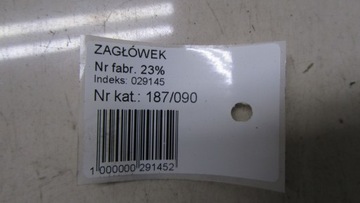 ZAGŁÓWEK
Nr fabr. 23%
Indeks: 029145
Nr kat.: 187/090
1 000000 291452